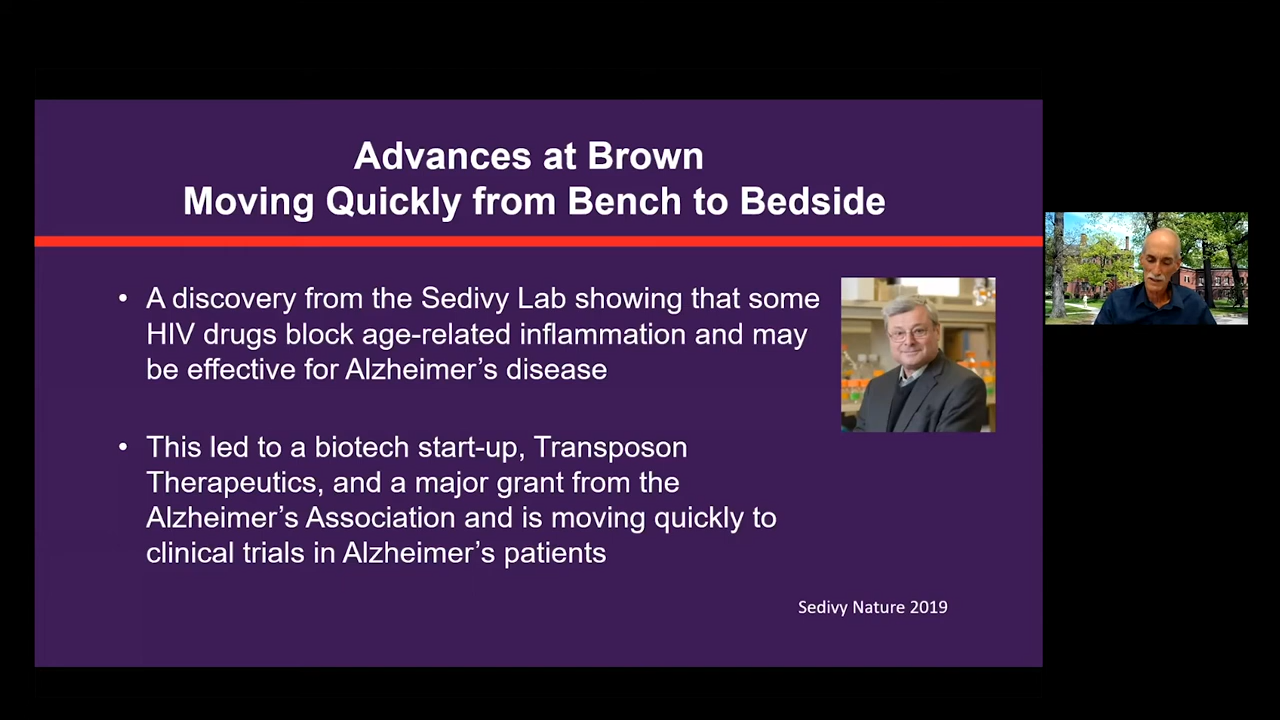 Advances at Brown
Moving Quickly from Bench to Bedside
• A discovery from the Sedivy Lab showing that some
HIV drugs block age-related inflammation and may
be effective for Alzheimer’s disease
• This led to a biotech start-up, Transposon
Therapeutics, and a major grant from the
Alzheimer’s Association and is moving quickly to
clinical trials in Alzheimer’s patients
Sedivy Nature 2019